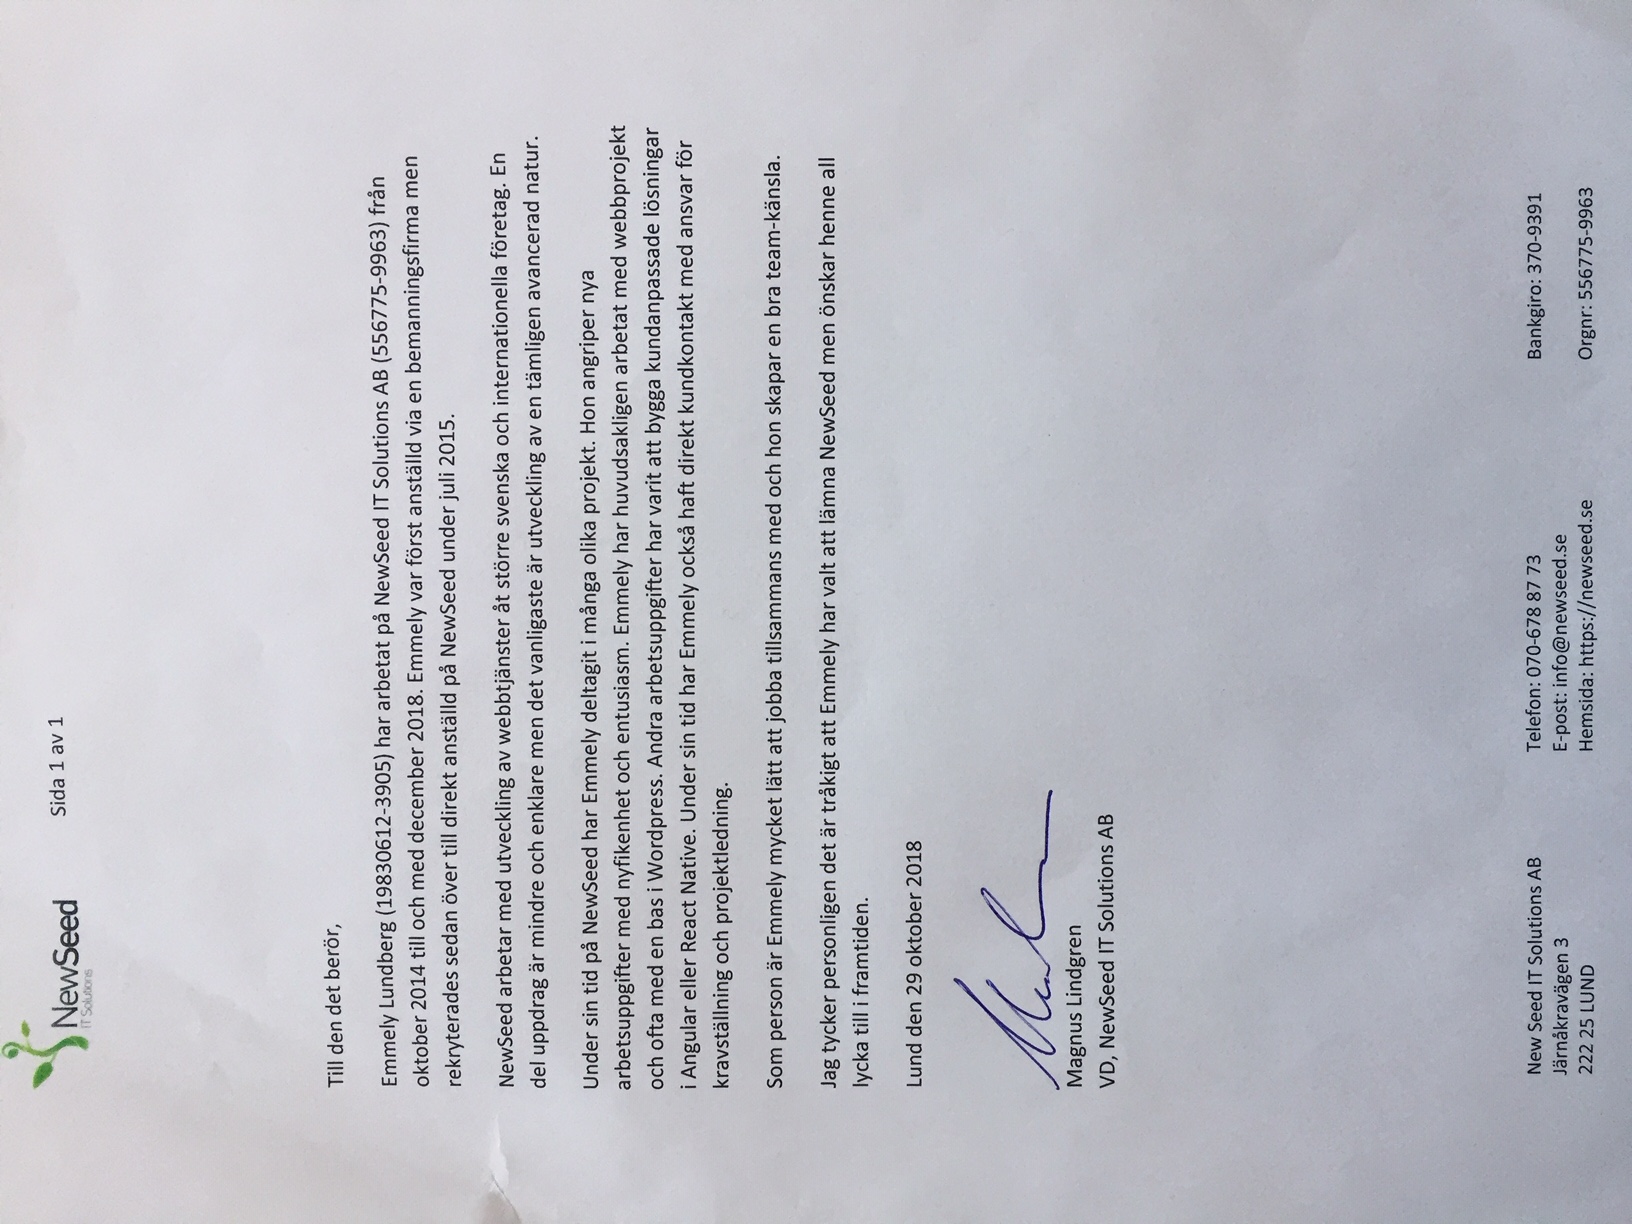 NewSeed
IT Solutions
Sida 1 av 1
Till den det berör,
Emmely Lundberg (19830612-3905) har arbetat på NewSeed IT Solutions AB (556775-9963) från
oktober 2014 till och med december 2018. Emmely var först anställd via en bemanningsfirma men
rekryterades sedan över till direkt anställd på NewSeed under juli 2015.
NewSeed arbetar med utveckling av webbtjänster åt större svenska och internationella företag. En
del uppdrag är mindre och enklare men det vanligaste är utveckling av en tämligen avancerad natur.
Under sin tid på NewSeed har Emmely deltagit i många olika projekt. Hon angriper nya
arbetsuppgifter med nyfikenhet och entusiasm. Emmely har huvudsakligen arbetat med webbprojekt
och ofta med en bas i Wordpress. Andra arbetsuppgifter har varit att bygga kundanpassade lösningar
i Angular eller React Native. Under sin tid har Emmely också haft direkt kundkontakt med ansvar för
kravställning och projektledning.
Som person är Emmely mycket lätt att jobba tillsammans med och hon skapar en bra team-känsla.
Jag tycker personligen det är tråkigt att Emmely har valt att lämna NewSeed men önskar henne all
lycka till i framtiden.
Lund den 29 oktober 2018
Magnus Lindgren
VD, NewSeed IT Solutions AB
New Seed IT Solutions AB
Järnåkravägen 3
222 25 LUND
Telefon: 070-678 87 73
E-post: info@newseed.se
Hemsida: https://newseed.se
Bankgiro: 370-9391
Orgnr: 556775-9963